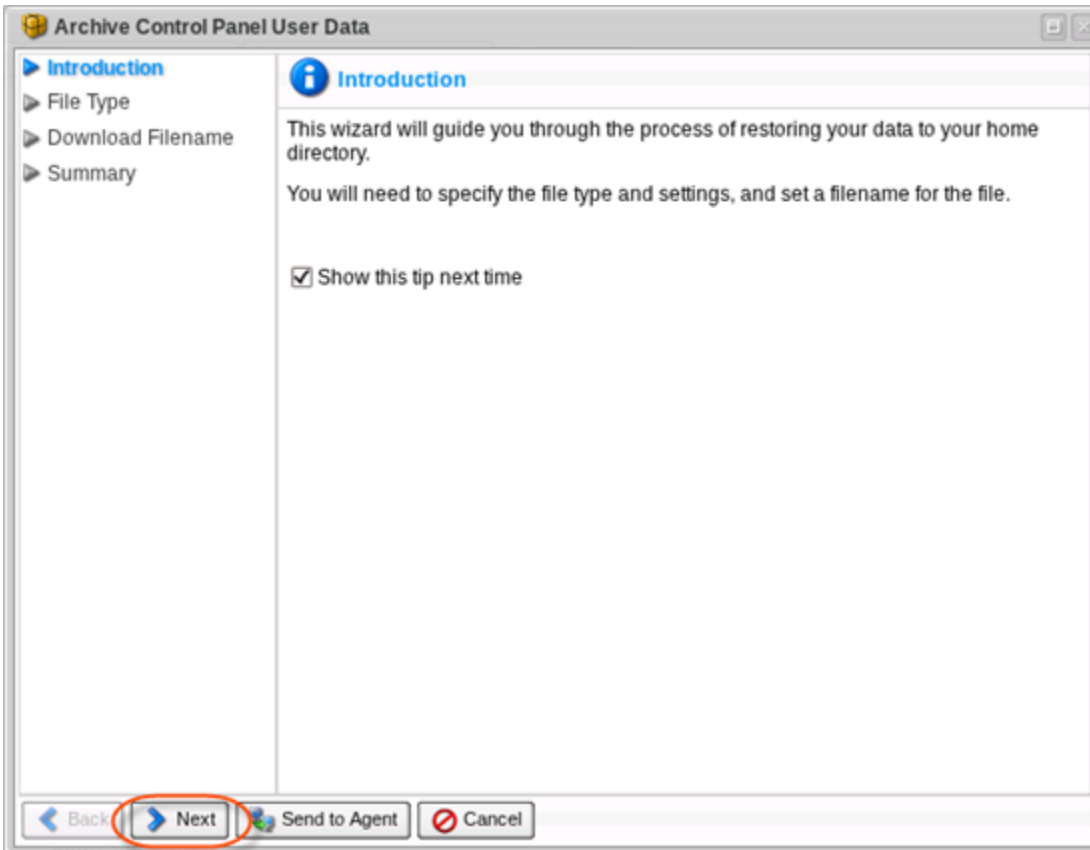 Archive Control Panel User Data
Introduction
File Type
Download Filename
Summary
Introduction
This wizard will guide you through the process of restoring your data to your home
directory.
You will need to specify the file type and settings, and set a filename for the file.
Show this tip next time
Back
Next
Send to Agent
Cancel